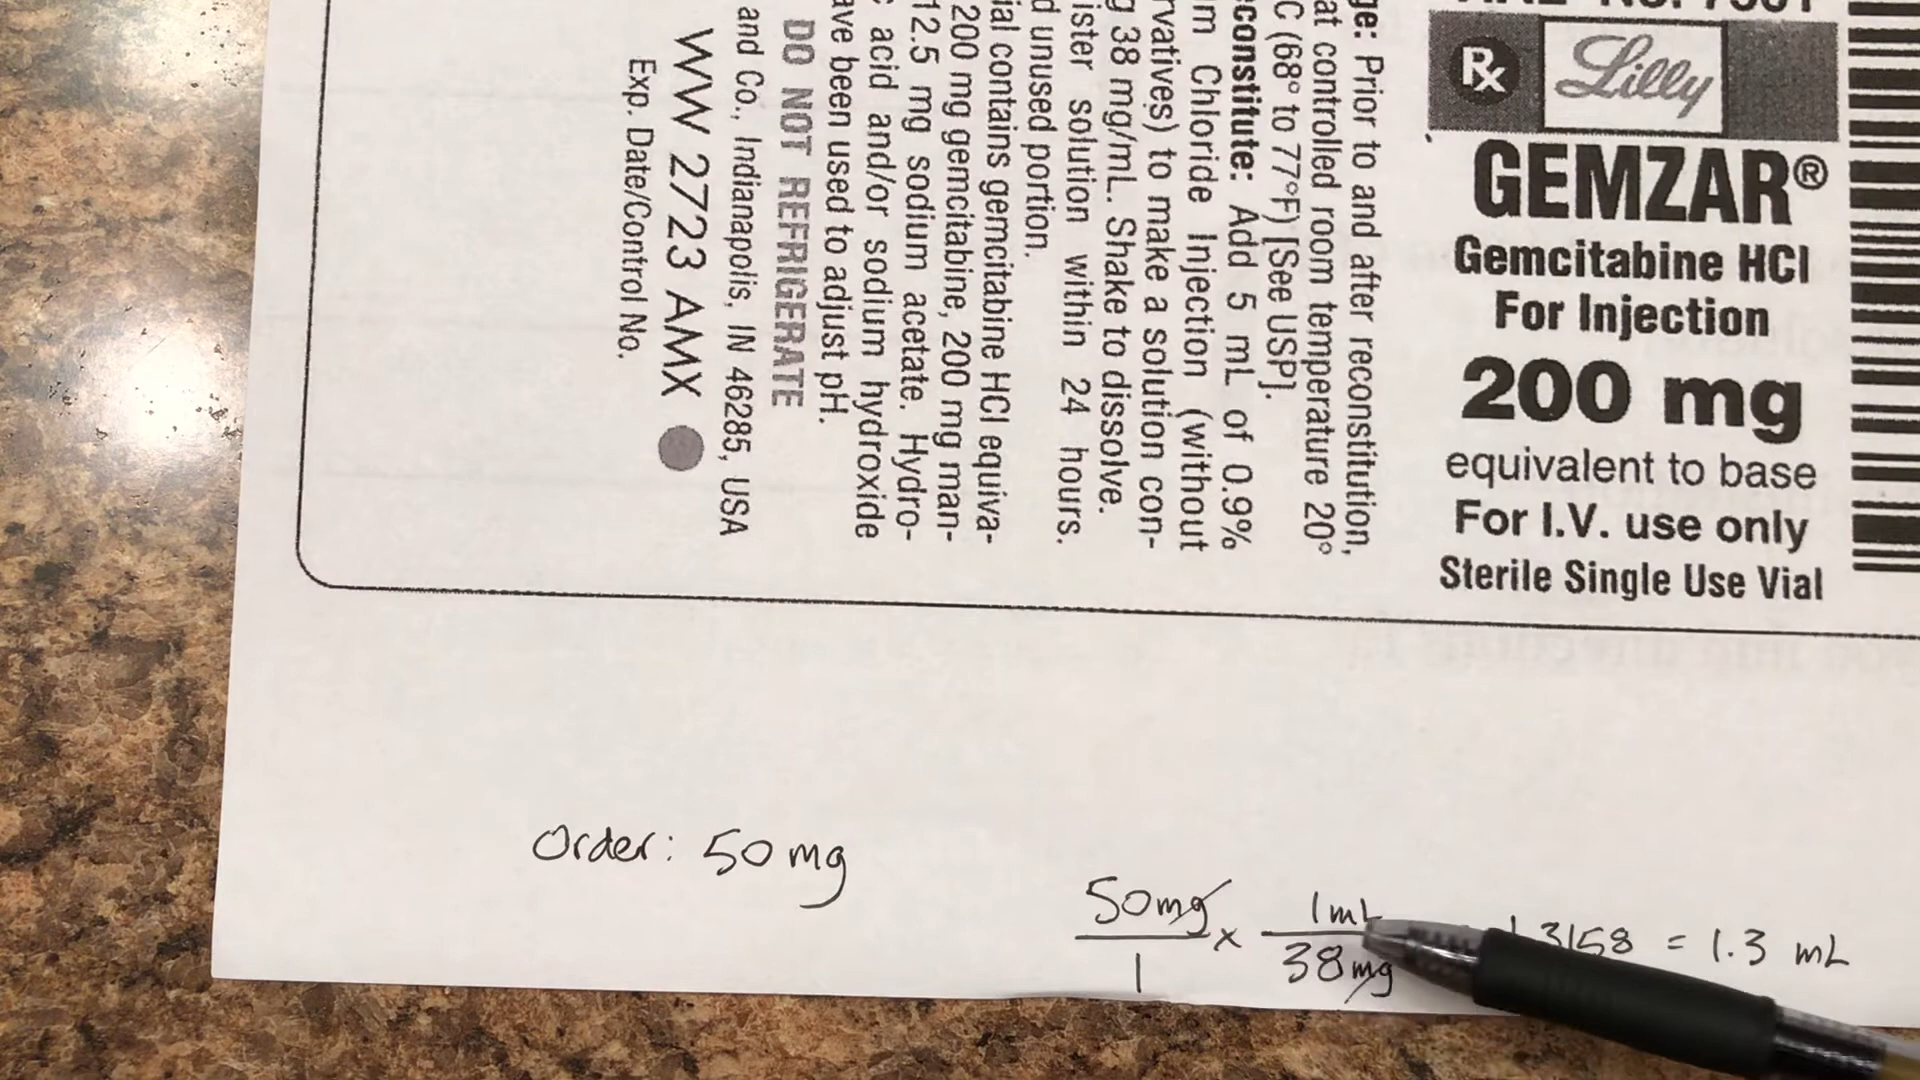 Rx Lilly
GEMZAR®
Gemcitabine HCl
For Injection
200 mg
equivalent to base
For I.V. use only
Sterile Single Use Vial
ge: Prior to and after reconstitution,
at controlled room temperature 20°
C (68° to 77°F) [See USP].
econstitute: Add 5 mL of 0.9%
m Chloride Injection (without
rvatives) to make a solution con-
g 38 mg/mL. Shake to dissolve.
ister solution within 24 hours.
d unused portion.
ial contains gemcitabine HCl equiva-
200 mg gemcitabine, 200 mg man-
12.5 mg sodium acetate. Hydro-
c acid and/or sodium hydroxide
ave been used to adjust pH.
DO NOT REFRIGERATE
and Co., Indianapolis, IN 46285, USA
WW 2723 AMX
Exp. Date/Control No.
Order: 50 mg
50mg/1 x 1mL/38mg 1.3158 = 1.3 mL